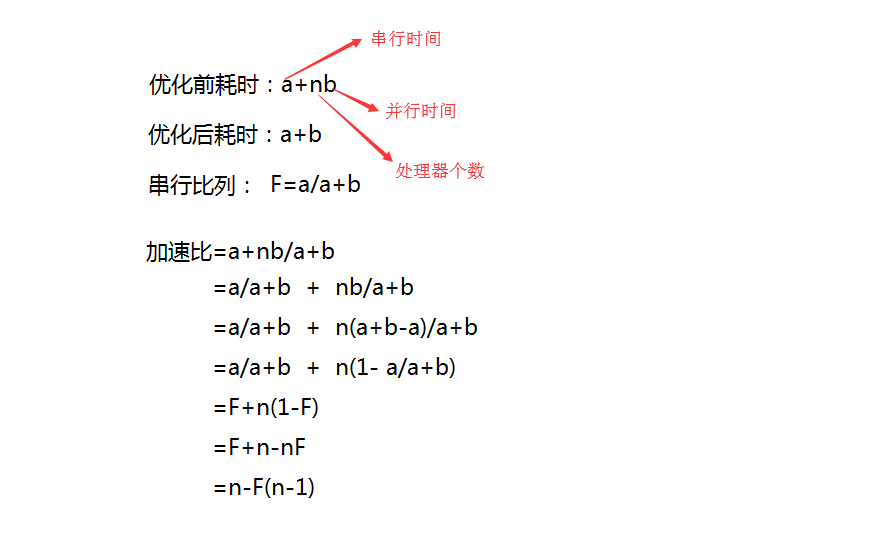 串行时间
优化前耗时：a+nb
并行时间
优化后耗时：a+b
处理器个数
串行比列： F=a/a+b
加速比=a+nb/a+b
=a/a+b + nb/a+b
=a/a+b + n(a+b-a)/a+b
=a/a+b + n(1- a/a+b)
=F+n(1-F)
=F+n-nF
=n-F(n-1)